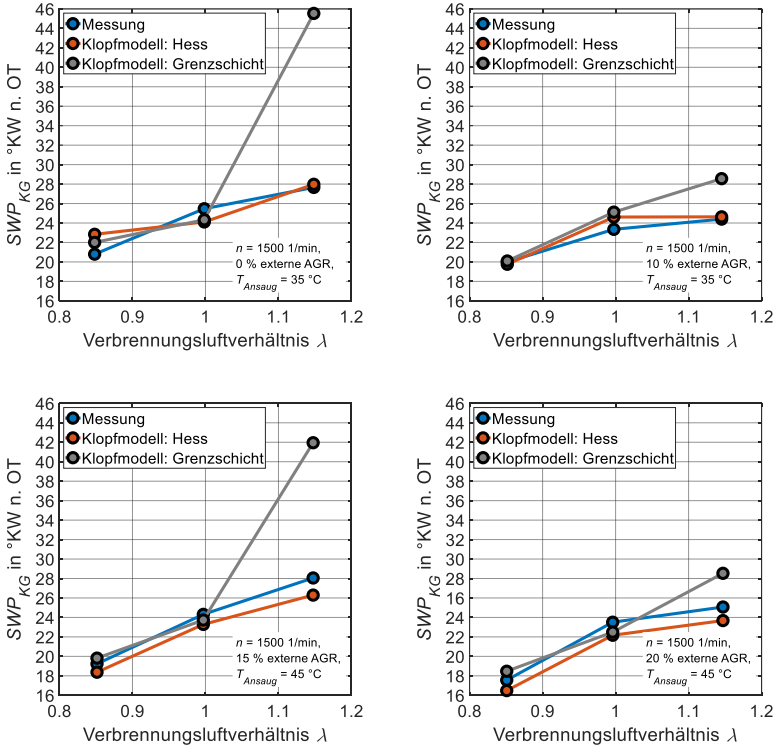 46
44
42
40
38
36
34
32
30
28
26
24
22
20
18
16
SWP_KG in °KW n. OT
Messung
Klopfmodell: Hess
Klopfmodell: Grenzschicht
n = 1500 1/min,
0 % externe AGR,
T_Ansaug = 35 °C
0.8 0.9 1 1.1 1.2
Verbrennungsluftverhältnis λ
46
44
42
40
38
36
34
32
30
28
26
24
22
20
18
16
SWP_KG in °KW n. OT
Messung
Klopfmodell: Hess
Klopfmodell: Grenzschicht
n = 1500 1/min,
10 % externe AGR,
T_Ansaug = 35 °C
0.8 0.9 1 1.1 1.2
Verbrennungsluftverhältnis λ
46
44
42
40
38
36
34
32
30
28
26
24
22
20
18
16
SWP_KG in °KW n. OT
Messung
Klopfmodell: Hess
Klopfmodell: Grenzschicht
n = 1500 1/min,
15 % externe AGR,
T_Ansaug = 45 °C
0.8 0.9 1 1.1 1.2
Verbrennungsluftverhältnis λ
46
44
42
40
38
36
34
32
30
28
26
24
22
20
18
16
SWP_KG in °KW n. OT
Messung
Klopfmodell: Hess
Klopfmodell: Grenzschicht
n = 1500 1/min,
20 % externe AGR,
T_Ansaug = 45 °C
0.8 0.9 1 1.1 1.2
Verbrennungsluftverhältnis λ